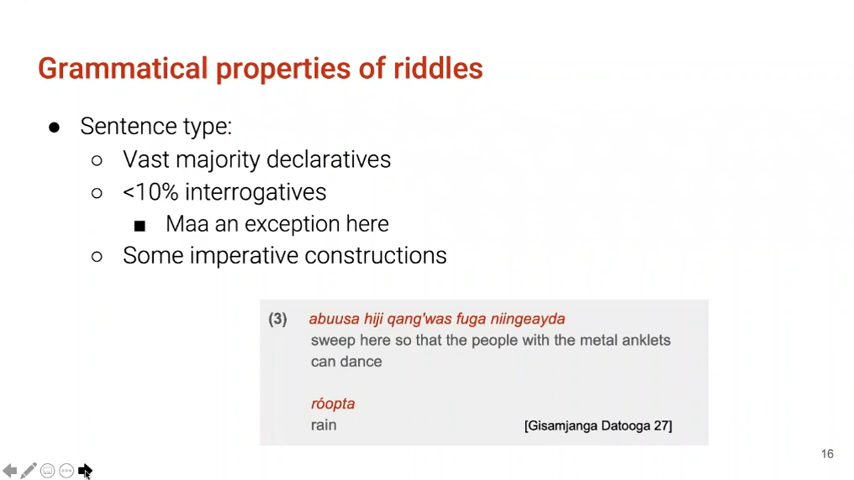 Grammatical properties of riddles
● Sentence type:
○ Vast majority declaratives
○ <10% interrogatives
■ Maa an exception here
○ Some imperative constructions
(3) abuusa hiji qang'was fuga niingeayda
sweep here so that the people with the metal anklets
can dance
róopta
rain [Gisamjanga Datooga 27]
16